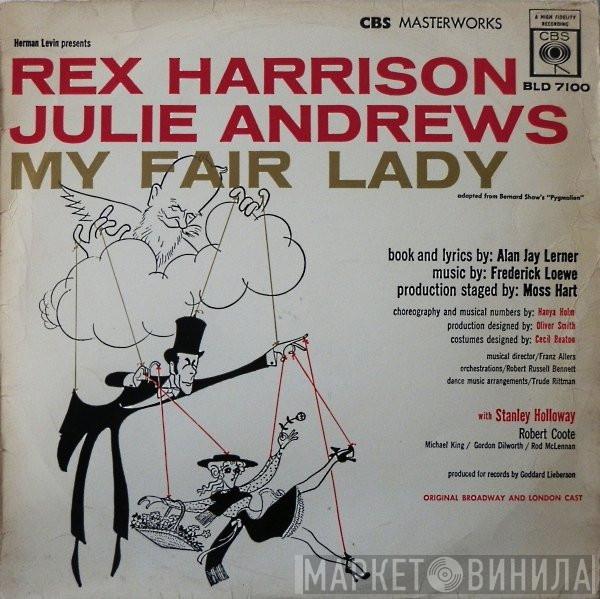 CBS MASTERWORKS
A HIGH FIDELITY
RECORDING
CBS
BLD 7100
Herman Levin presents
REX HARRISON
JULIE ANDREWS
MY FAIR LADY
adapted from Bernard Shaw's "Pygmalion"
book and lyrics by: Alan Jay Lerner
music by: Frederick Loewe
production staged by: Moss Hart
choreography and musical numbers by: Hanya Holm
production designed by: Oliver Smith
costumes designed by: Cecil Beaton
musical director/Franz Allers
orchestrations/Robert Russell Bennett
dance music arrangements/Trude Rittman
with Stanley Holloway
Robert Coote
Michael King / Gordon Dilworth / Rod McLennan
produced for records by Goddard Lieberson
ORIGINAL BROADWAY AND LONDON CAST
МАРКЕТ ВИНИЛА